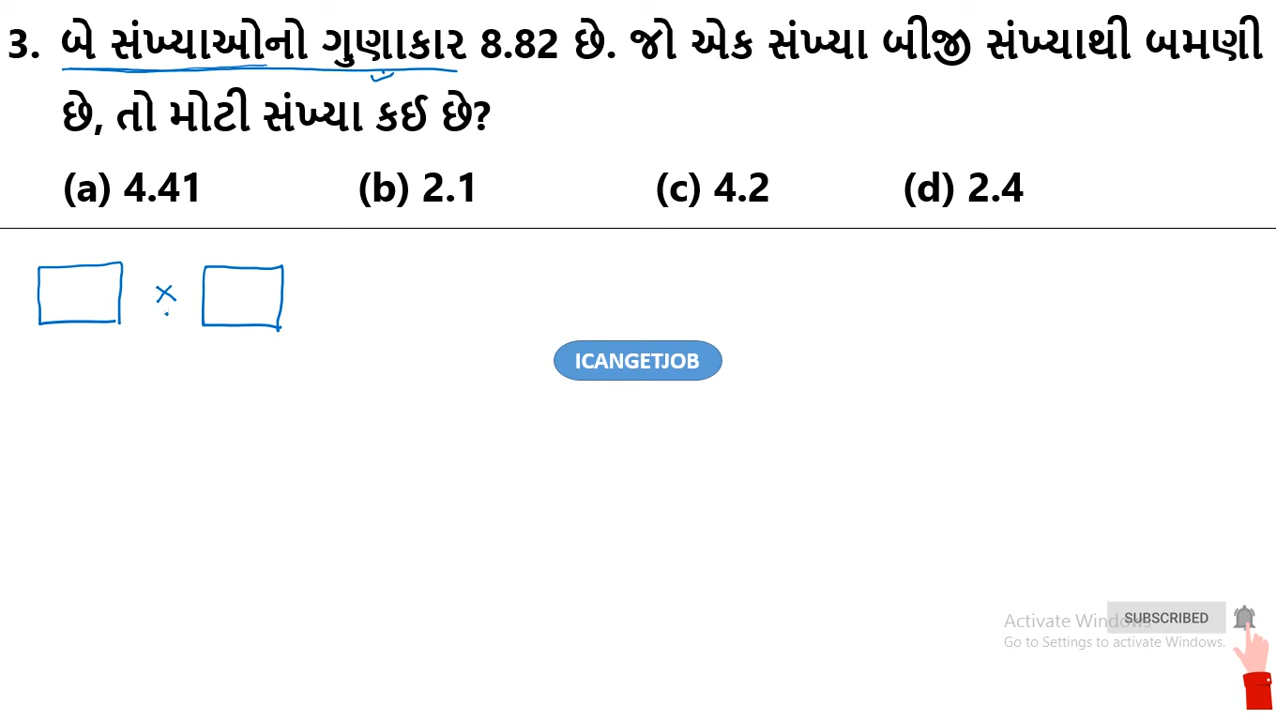 3. બે સંખ્યાઓનો ગુણાકાર 8.82 છે. જો એક સંખ્યા બીજી સંખ્યાથી બમણી
છે, તો મોટી સંખ્યા કઈ છે?
(a) 4.41 (b) 2.1 (c) 4.2 (d) 2.4
×
ICANGETJOB
Activate Windows
SUBSCRIBED
Go to Settings to activate Windows.